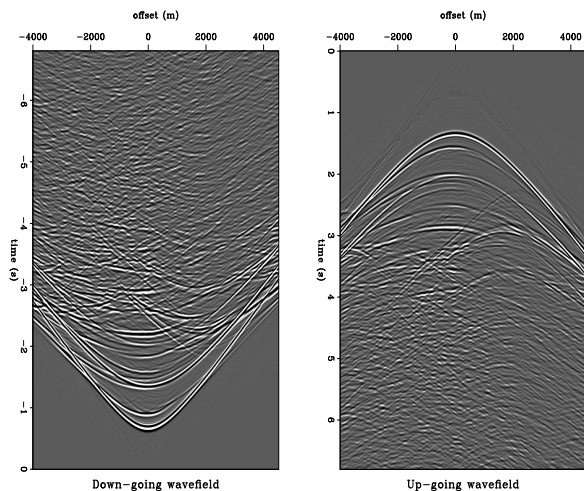 offset (m)
-4000 -2000 0 2000 4000
-6
-5
-4
-3
-2
-1
0
time (s)
Down-going wavefield
offset (m)
-4000 -2000 0 2000 4000
0
1
2
3
4
5
6
time (s)
Up-going wavefield